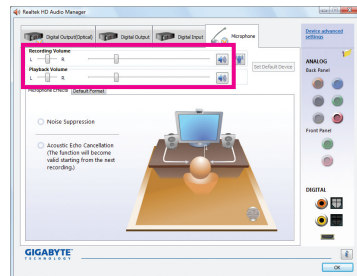 Realtek HD Audio Manager
Digital Output(Optical)
Digital Output
Digital Input
Microphone
Device advanced
settings
Recording Volume
L
R
Set Default Device
Playback Volume
L
R
Microphone Effects
Default Format
Noise Suppression
Acoustic Echo Cancellation
(The function will become
valid starting from the next
recording.)
ANALOG
Back Panel
Front Panel
DIGITAL
GIGABYTE
TECHNOLOGY
OK